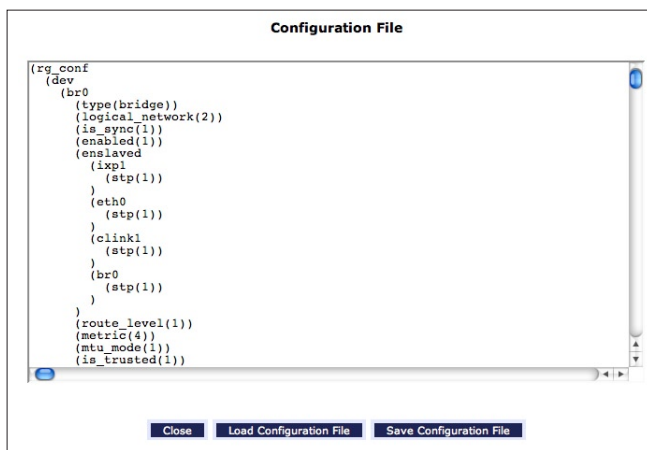 Configuration File
(rg_conf
  (dev
    (br0
      (type(bridge))
      (logical_network(2))
      (is_sync(1))
      (enabled(1))
      (enslaved
        (ixp1
          (stp(1))
        )
        (eth0
          (stp(1))
        )
        (clink1
          (stp(1))
        )
        (br0
          (stp(1))
        )
      )
      (route_level(1))
      (metric(4))
      (mtu_mode(1))
      (is_trusted(1))
Close Load Configuration File Save Configuration File